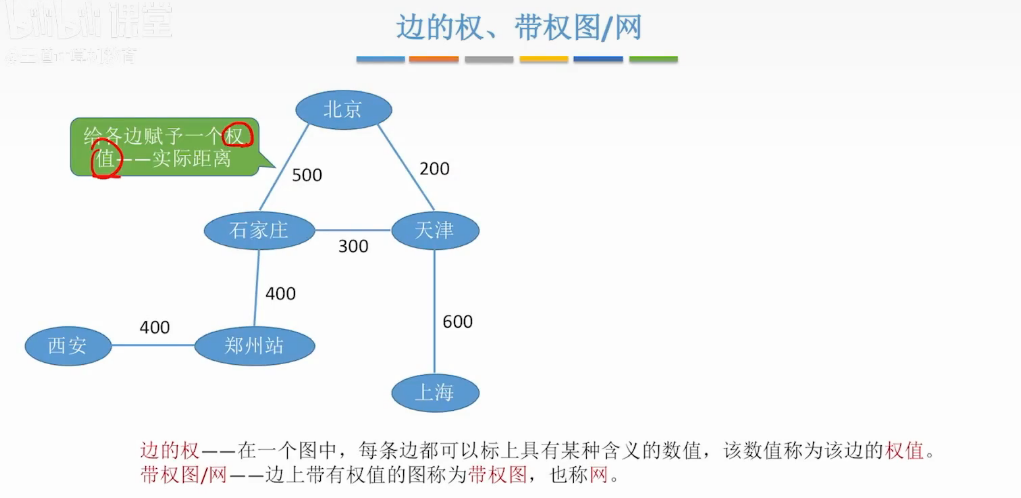 课堂
边的权、带权图/网
北京
给各边赋予一个权
值——实际距离
500
200
石家庄
天津
300
400
600
400
西安
郑州站
上海
边的权——在一个图中，每条边都可以标上具有某种含义的数值，该数值称为该边的权值。
带权图/网——边上带有权值的图称为带权图，也称网。